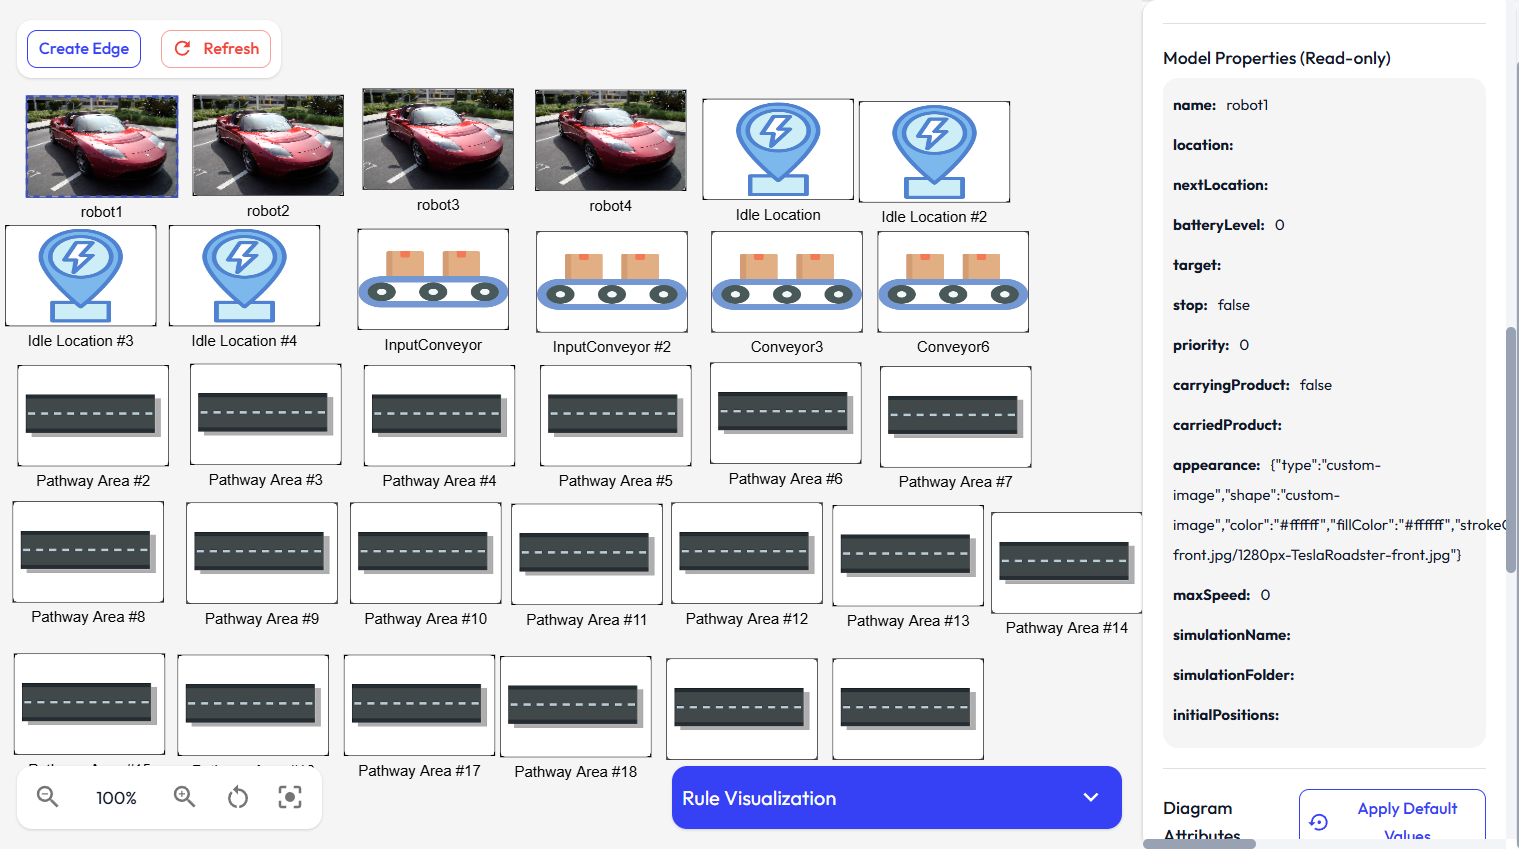 Create Edge
Refresh
robot1
robot2
robot3
robot4
Idle Location
Idle Location #2
Idle Location #3
Idle Location #4
InputConveyor
InputConveyor #2
Conveyor3
Conveyor6
Pathway Area #2
Pathway Area #3
Pathway Area #4
Pathway Area #5
Pathway Area #6
Pathway Area #7
Pathway Area #8
Pathway Area #9
Pathway Area #10
Pathway Area #11
Pathway Area #12
Pathway Area #13
Pathway Area #14
Pathway Area #17
Pathway Area #18
100%
Rule Visualization
Model Properties (Read-only)
name: robot1
location:
nextLocation:
batteryLevel: 0
target:
stop: false
priority: 0
carryingProduct: false
carriedProduct:
appearance: {"type":"custom-
image","shape":"custom-
image","color":"#ffffff","fillColor":"#ffffff","stroke
front.jpg/1280px-TeslaRoadster-front.jpg"}
maxSpeed: 0
simulationName:
simulationFolder:
initialPositions:
Diagram
Attributes
Apply Default
Values